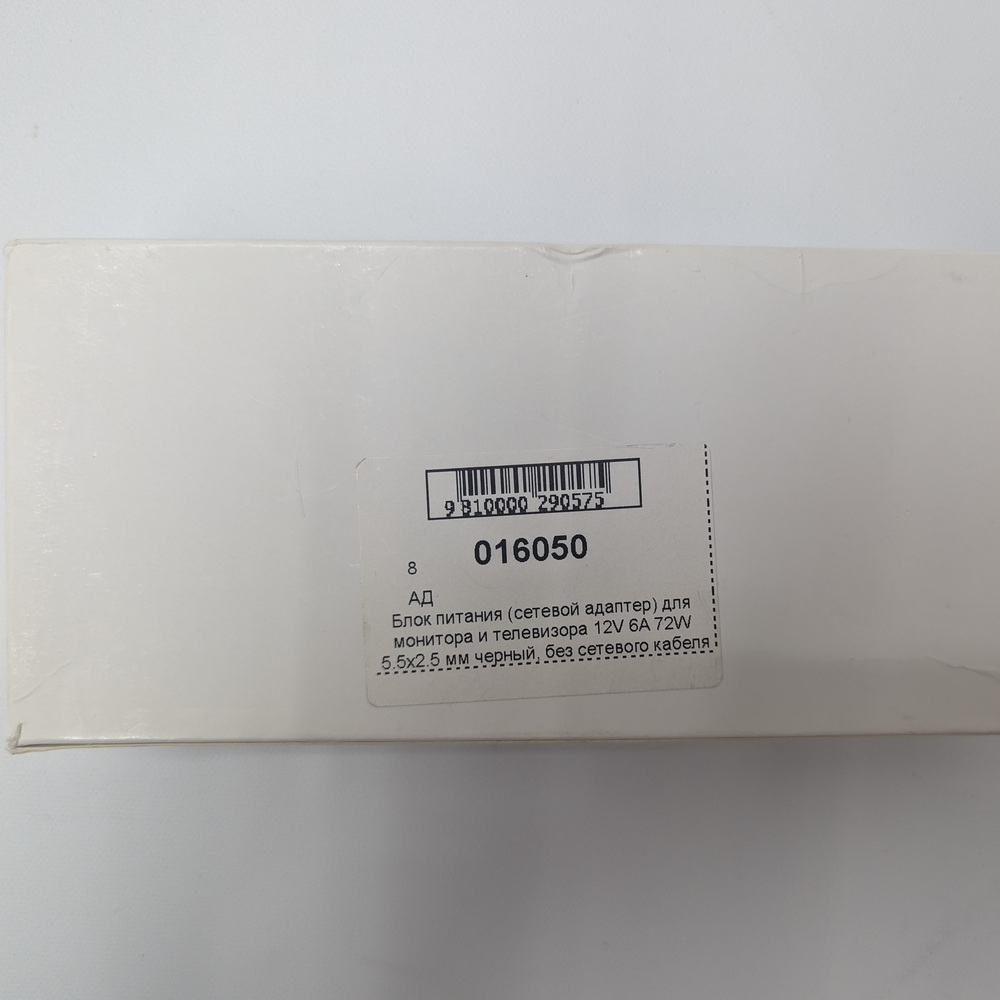 9 810000 290575
016050
8
АД
Блок питания (сетевой адаптер) для
монитора и телевизора 12V 6A 72W
5.5x2.5 мм черный, без сетевого кабеля